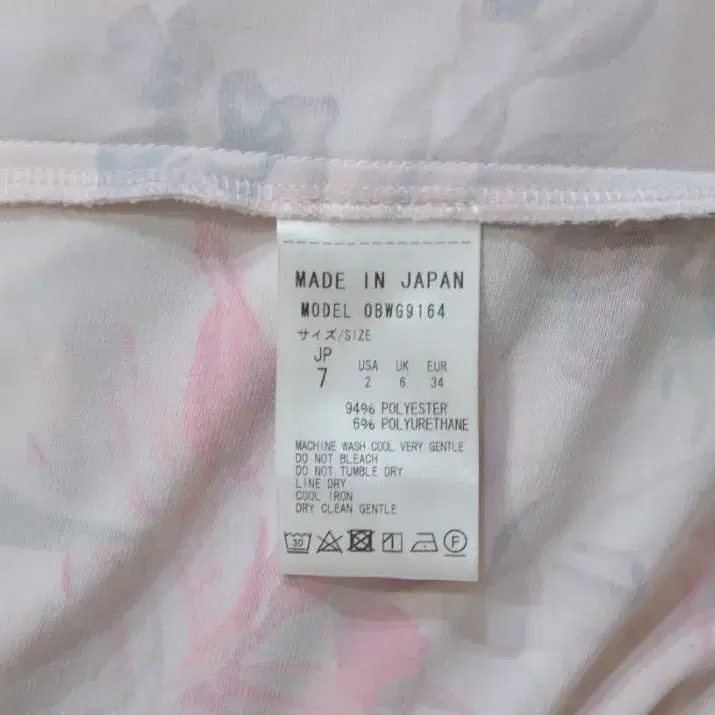 MADE IN JAPAN
MODEL OBWG9164
サイズ/SIZE
JP USA UK EUR
7 2 6 34
94% POLYESTER
6% POLYURETHANE
MACHINE WASH COOL VERY GENTLE
DO NOT BLEACH
DO NOT TUMBLE DRY
LINE DRY
COOL IRON
DRY CLEAN GENTLE
30 F